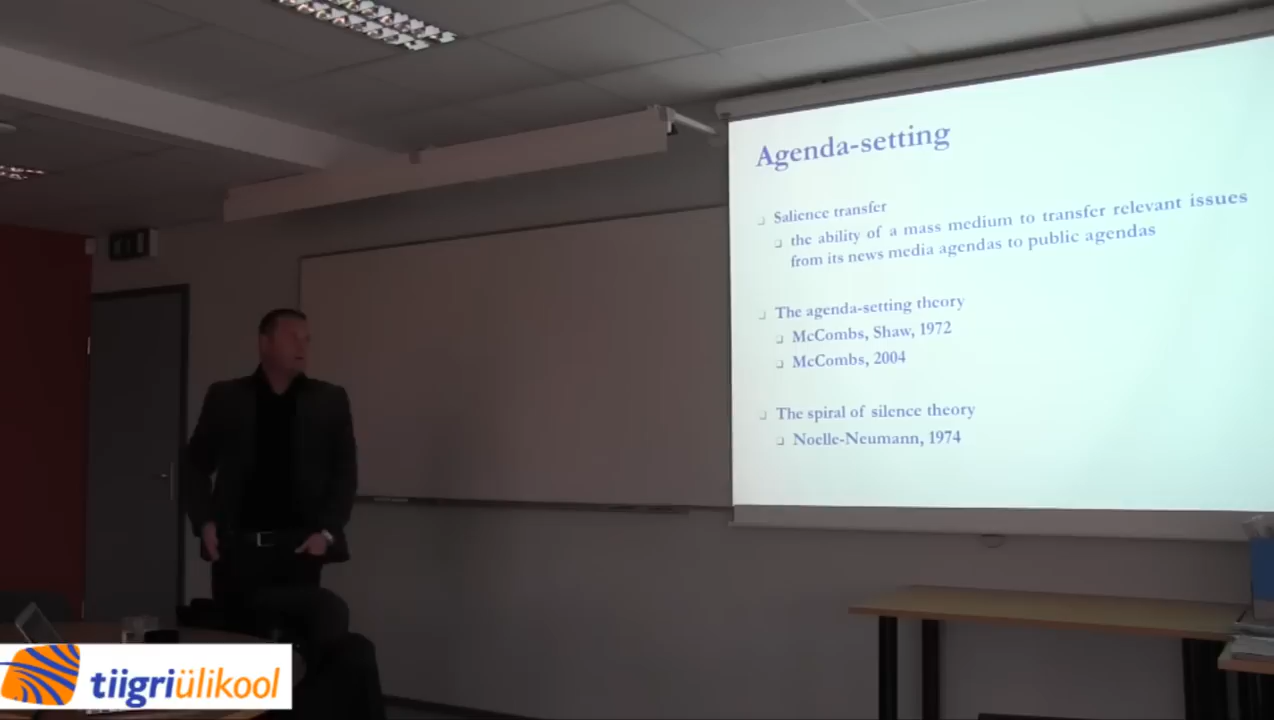 Agenda-setting
Salience transfer
the ability of a mass medium to transfer relevant issues
from its news media agendas to public agendas
The agenda-setting theory
McCombs, Shaw, 1972
McCombs, 2004
The spiral of silence theory
Noelle-Neumann, 1974
tiigriülikool